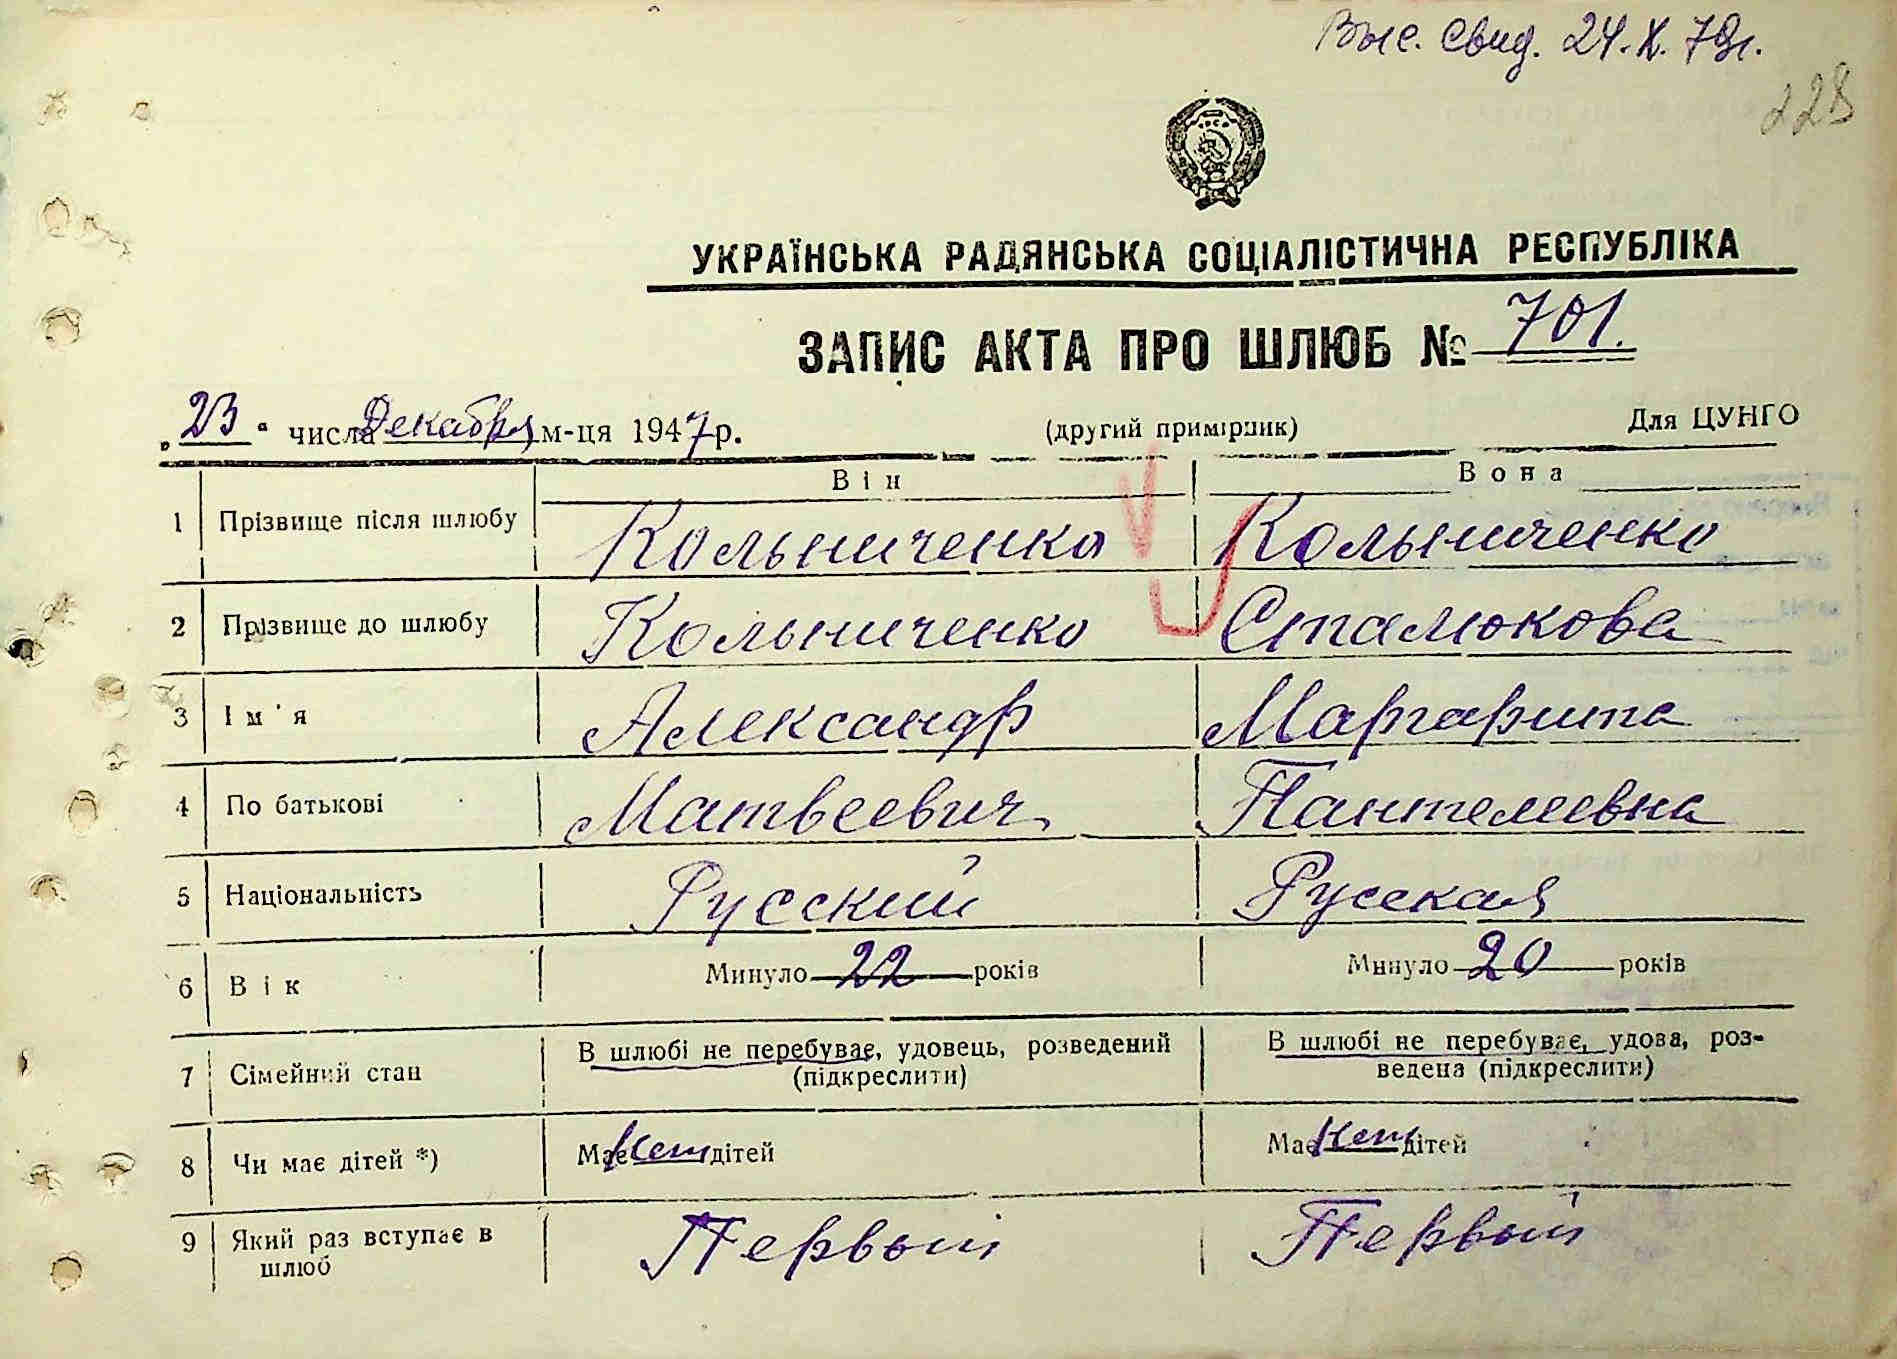 Выс. Свид. 24.X.79г.
228
УКРАЇНСЬКА РАДЯНСЬКА СОЦІАЛІСТИЧНА РЕСПУБЛІКА
ЗАПИС АКТА ПРО ШЛЮБ № 701.
„23" числа Декабря м-ця 1947 р. (другий примірник) Для ЦУНГО
Він Вона
1 Прізвище після шлюбу Кольниченко Кольниченко
2 Прізвище до шлюбу Кольниченко Сталюкова
3 Ім'я Александр Маргарита
4 По батькові Матвеевич Пантелеевна
5 Національність Русский Русская
6 Вік Минуло 22 років Минуло 20 років
7 Сімейний стан В шлюбі не перебуває, удовець, розведений (підкреслити) В шлюбі не перебуває, удова, роз-
ведена (підкреслити)
8 Чи має дітей *) Має нет дітей Має нет дітей
9 Який раз вступає в шлюб Первый Первый